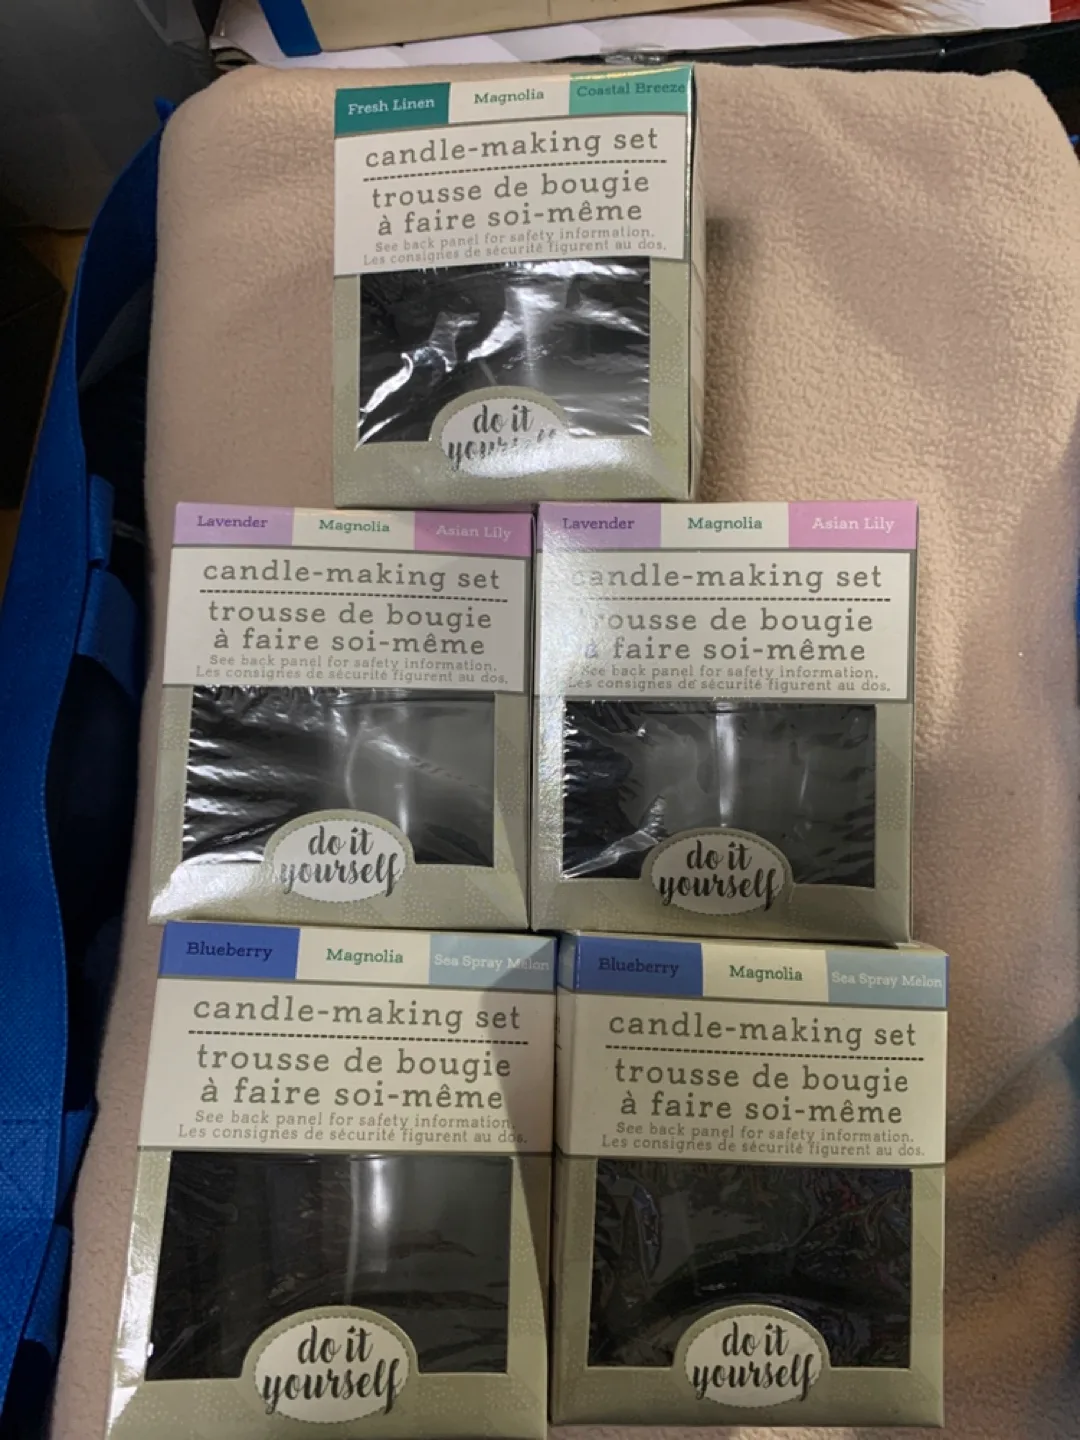 Fresh Linen Magnolia Coastal Breeze
candle-making set
trousse de bougie
à faire soi-même
See back panel for safety information.
Les consignes de sécurité figurent au dos.
do it
yourself
Lavender Magnolia Asian Lily
candle-making set
trousse de bougie
à faire soi-même
See back panel for safety information.
Les consignes de sécurité figurent au dos.
do it
yourself
Lavender Magnolia Asian Lily
candle-making set
trousse de bougie
à faire soi-même
See back panel for safety information.
Les consignes de sécurité figurent au dos.
do it
yourself
Blueberry Magnolia Sea Spray Melon
candle-making set
trousse de bougie
à faire soi-même
See back panel for safety information.
Les consignes de sécurité figurent au dos.
do it
yourself
Blueberry Magnolia Sea Spray Melon
candle-making set
trousse de bougie
à faire soi-même
See back panel for safety information.
Les consignes de sécurité figurent au dos.
do it
yourself